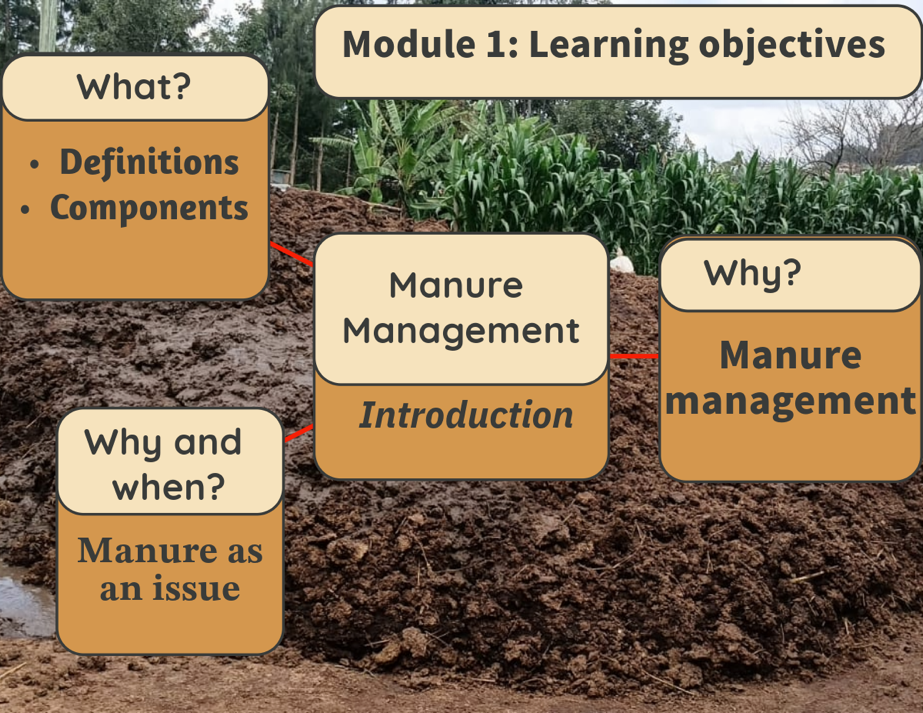 Module 1: Learning objectives
What?
• Definitions
• Components
Manure
Management
Introduction
Why?
Manure
management
Why and
when?
Manure as
an issue